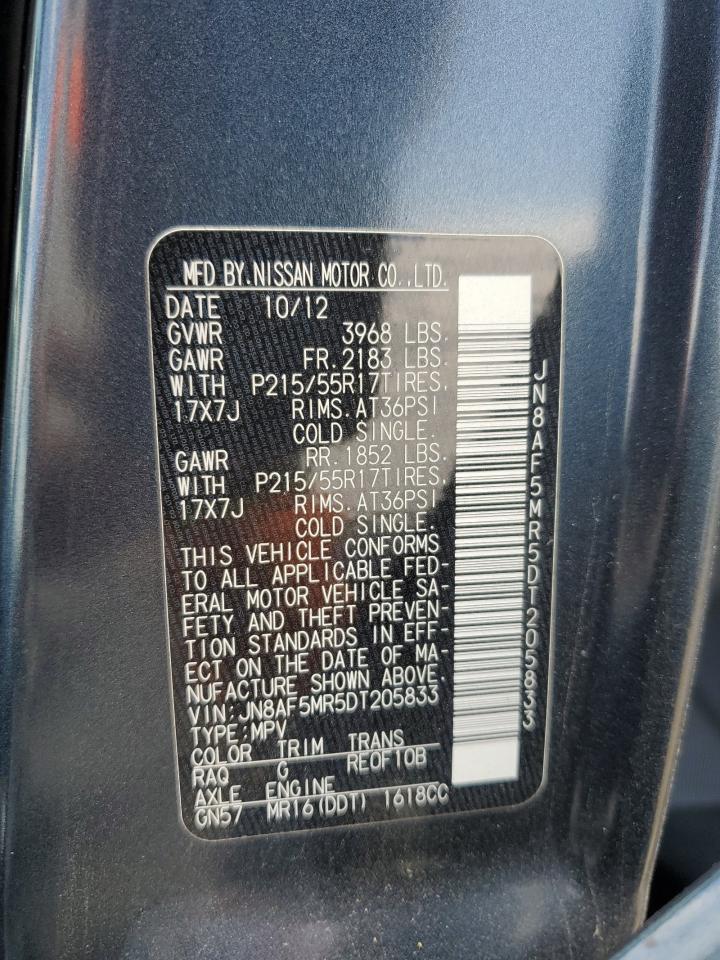 MFD BY.NISSAN MOTOR CO.,LTD.
DATE 10/12
GVWR 3968 LBS.
GAWR FR.2183 LBS.
WITH P215/55R17TIRES,
17X7J RIMS.AT36PSI
COLD SINGLE.
GAWR RR.1852 LBS.
WITH P215/55R17TIRES,
17X7J RIMS.AT36PSI
COLD SINGLE.
THIS VEHICLE CONFORMS
TO ALL APPLICABLE FED-
ERAL MOTOR VEHICLE SA-
FETY AND THEFT PREVEN-
TION STANDARDS IN EFF-
ECT ON THE DATE OF MA-
NUFACTURE SHOWN ABOVE.
VIN:JN8AF5MR5DT205833
TYPE:MPV
COLOR TRIM TRANS
RAQ G RE0F10B
AXLE ENGINE
GN57 MR16(DDT) 1618CC
JN8AF5MR5DT205833